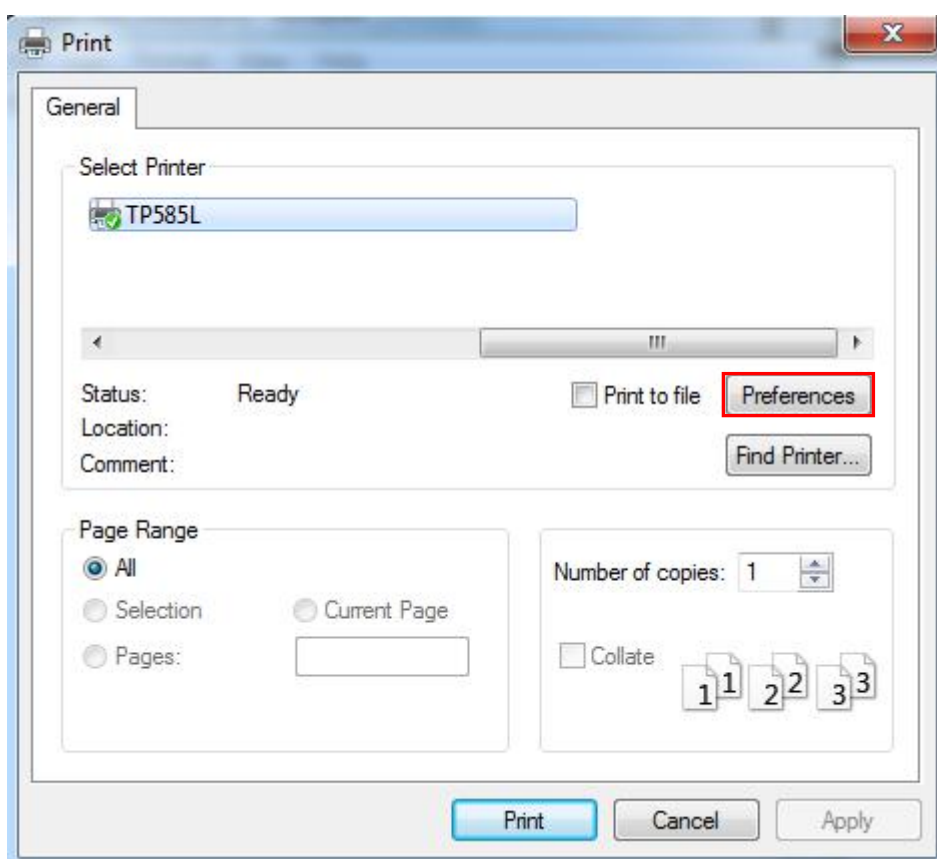 Print
General
Select Printer
TP585L
Status: Ready
Print to file
Preferences
Location:
Comment:
Find Printer...
Page Range
All
Selection
Current Page
Pages:
Number of copies: 1
Collate
1 1 2 2 3 3
Print Cancel Apply